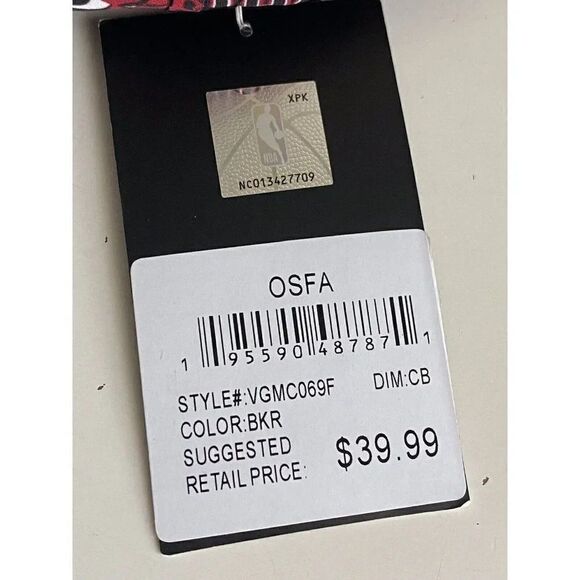 XPK
NBA
NC013427709
OSFA
1 95590 48787 1
STYLE#:VGMC069F DIM:CB
COLOR:BKR
SUGGESTED
RETAIL PRICE: $39.99